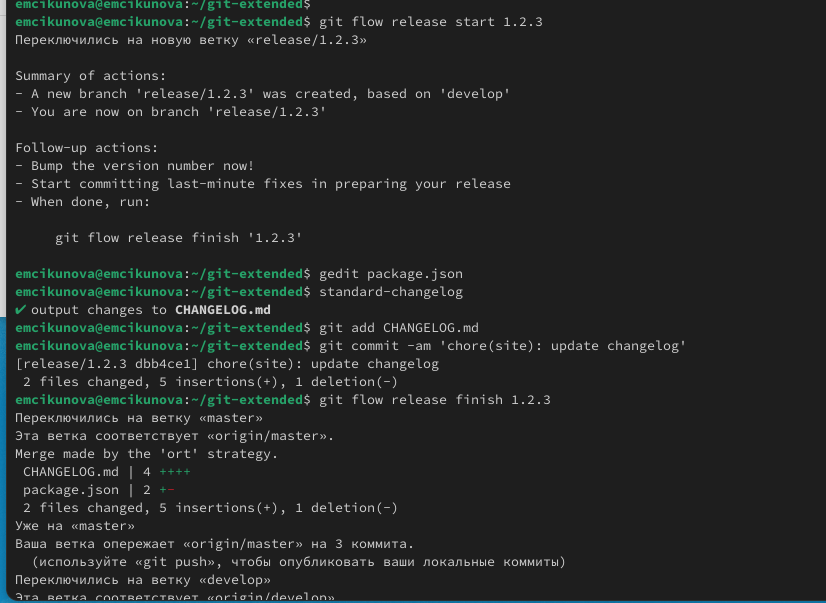 emcikunova@emcikunova:~/git-extended$
emcikunova@emcikunova:~/git-extended$ git flow release start 1.2.3
Переключились на новую ветку «release/1.2.3»
Summary of actions:
- A new branch 'release/1.2.3' was created, based on 'develop'
- You are now on branch 'release/1.2.3'
Follow-up actions:
- Bump the version number now!
- Start committing last-minute fixes in preparing your release
- When done, run:
git flow release finish '1.2.3'
emcikunova@emcikunova:~/git-extended$ gedit package.json
emcikunova@emcikunova:~/git-extended$ standard-changelog
✔ output changes to CHANGELOG.md
emcikunova@emcikunova:~/git-extended$ git add CHANGELOG.md
emcikunova@emcikunova:~/git-extended$ git commit -am 'chore(site): update changelog'
[release/1.2.3 dbb4ce1] chore(site): update changelog
2 files changed, 5 insertions(+), 1 deletion(-)
emcikunova@emcikunova:~/git-extended$ git flow release finish 1.2.3
Переключились на ветку «master»
Эта ветка соответствует «origin/master».
Merge made by the 'ort' strategy.
CHANGELOG.md | 4 ++++
package.json | 2 +-
2 files changed, 5 insertions(+), 1 deletion(-)
Уже на «master»
Ваша ветка опережает «origin/master» на 3 коммита.
(используйте «git push», чтобы опубликовать ваши локальные коммиты)
Переключились на ветку «develop»
Эта ветка соответствует «origin/develop»